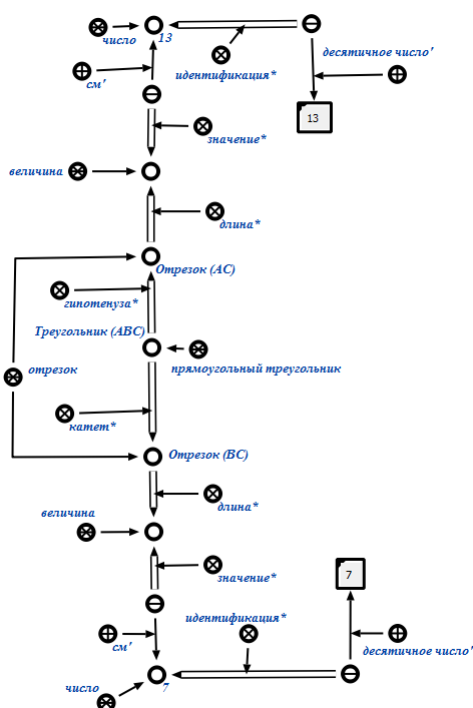 число
13
десятичное число'
идентификация*
см'
13
значение*
величина
длина*
Отрезок (AC)
гипотенуза*
Треугольник (ABC)
отрезок
прямоугольный треугольник
катет*
Отрезок (BC)
длина*
величина
значение*
7
идентификация*
см'
десятичное число'
число
7